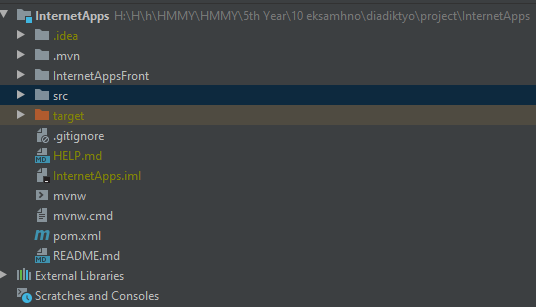 InternetApps H:\H\h\HMMY\HMMY\5th Year\10 eksamhno\diadiktyo\project\InternetApps
.idea
.mvn
InternetAppsFront
src
target
.gitignore
HELP.md
InternetApps.iml
mvnw
mvnw.cmd
pom.xml
README.md
External Libraries
Scratches and Consoles